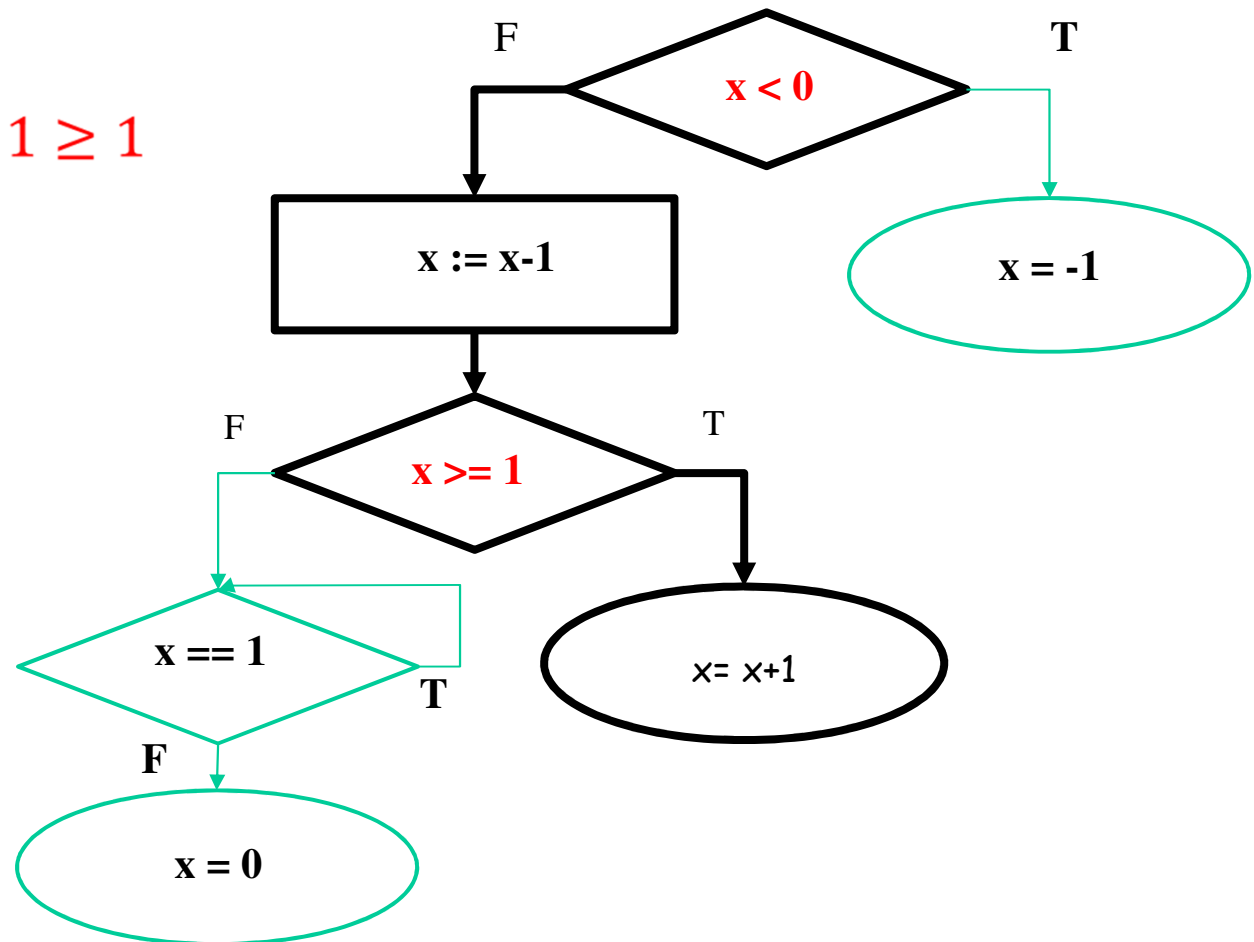 F
T
x < 0
1 ≥ 1
x := x-1
x = -1
F
T
x >= 1
x == 1
T
x= x+1
F
x = 0